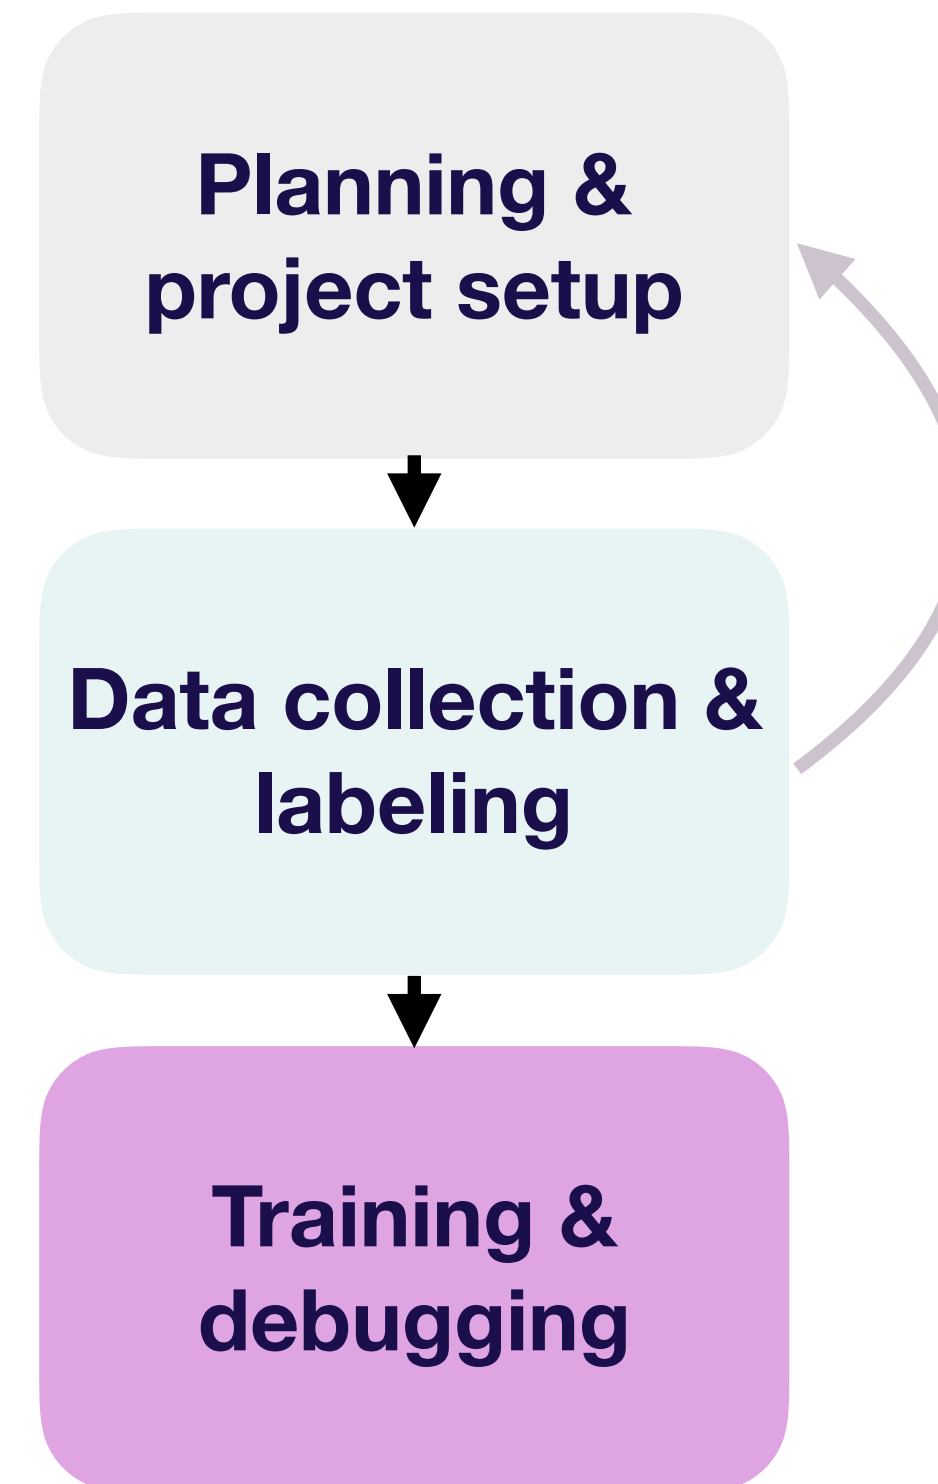 Planning &
project setup
Data collection &
labeling
Training &
debugging